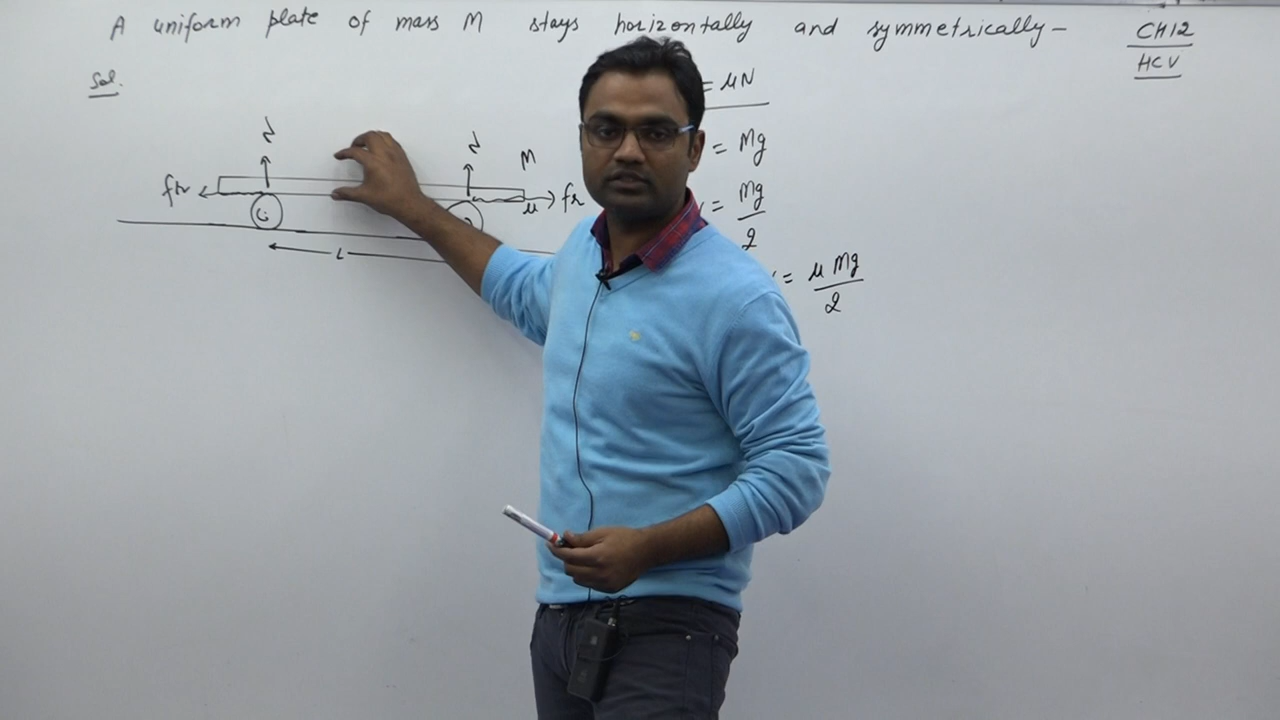 A uniform plate of mass M stays horizontally and symmetrically -
CH12
HCV
Sol.
= μN
N N M = Mg
fr fr
μ = Mg/2
L
= μMg/2